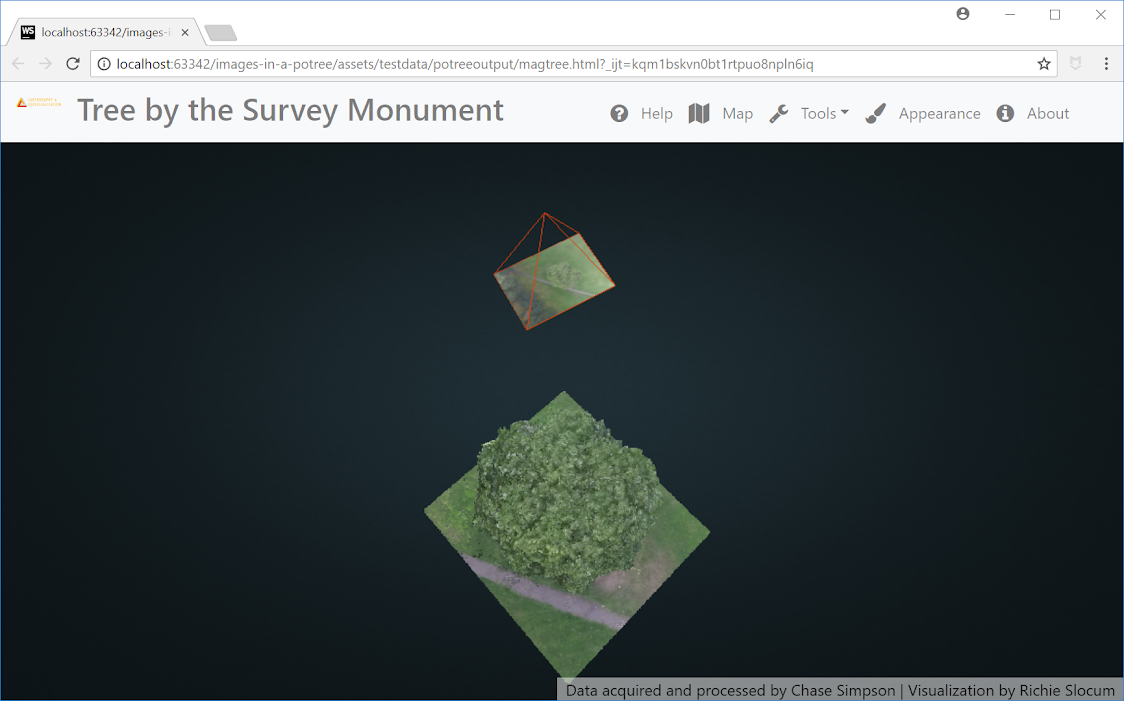 WS localhost:63342/images-i
localhost:63342/images-in-a-potree/assets/testdata/potreeoutput/magtree.html?_ijt=kqm1bskvn0bt1rtpuo8npln6iq
Tree by the Survey Monument
Help Map Tools Appearance About
Data acquired and processed by Chase Simpson | Visualization by Richie Slocum